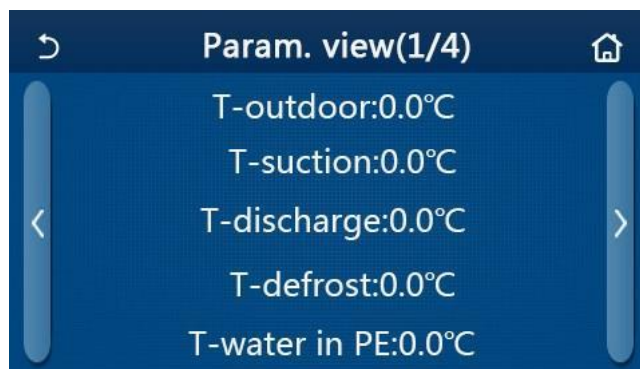 Param. view(1/4)
T-outdoor:0.0℃
T-suction:0.0℃
T-discharge:0.0℃
T-defrost:0.0℃
T-water in PE:0.0℃